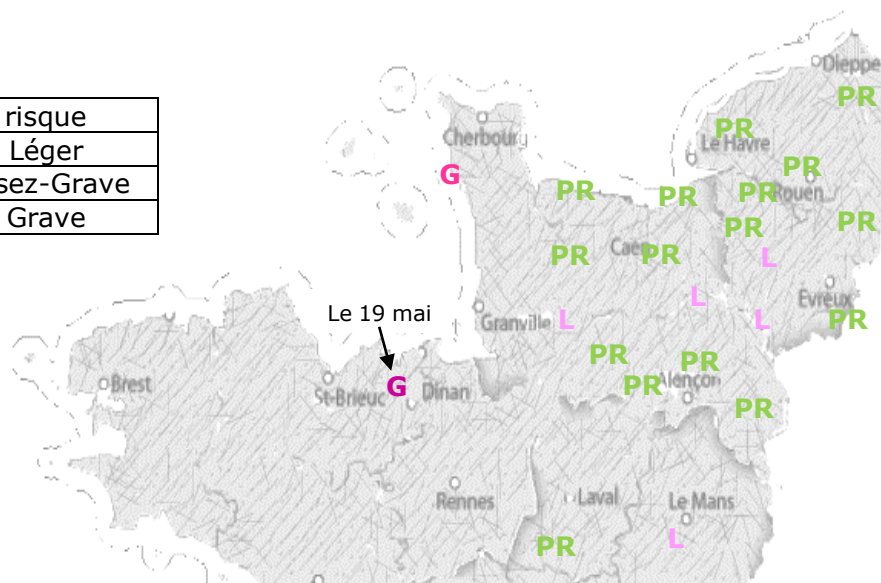 risque
Léger
sez-Grave
Grave
Dieppe
PR
PR
Cherbourg
Le Havre
PR
G
PR
PR
PR
Rouen
PR
PR
Caen
PR
PR
L
L
Evreux
Le 19 mai
Granville
L
L
PR
PR
PR
Brest
G
PR
Alençon
St-Brieuc
Dinan
PR
Rennes
Laval
Le Mans
PR
L